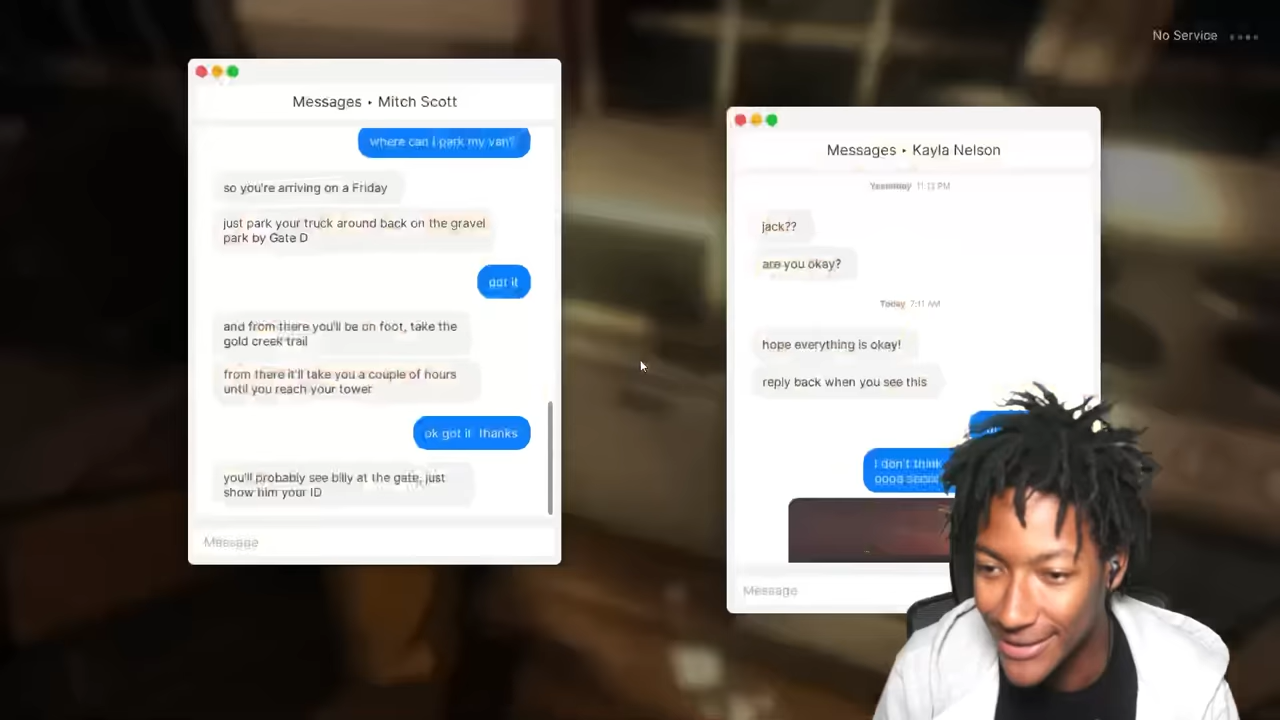 No Service
Messages • Mitch Scott
where can I park my van?
so you're arriving on a Friday
just park your truck around back on the gravel
park by Gate D
got it
and from there you'll be on foot, take the
gold creek trail
from there it'll take you a couple of hours
until you reach your tower
ok got it thanks
you'll probably see billy at the gate, just
show him your ID
Message
Messages • Kayla Nelson
Yesterday 11:13 PM
jack??
are you okay?
Today 7:11 AM
hope everything is okay!
reply back when you see this
I don't think
Message